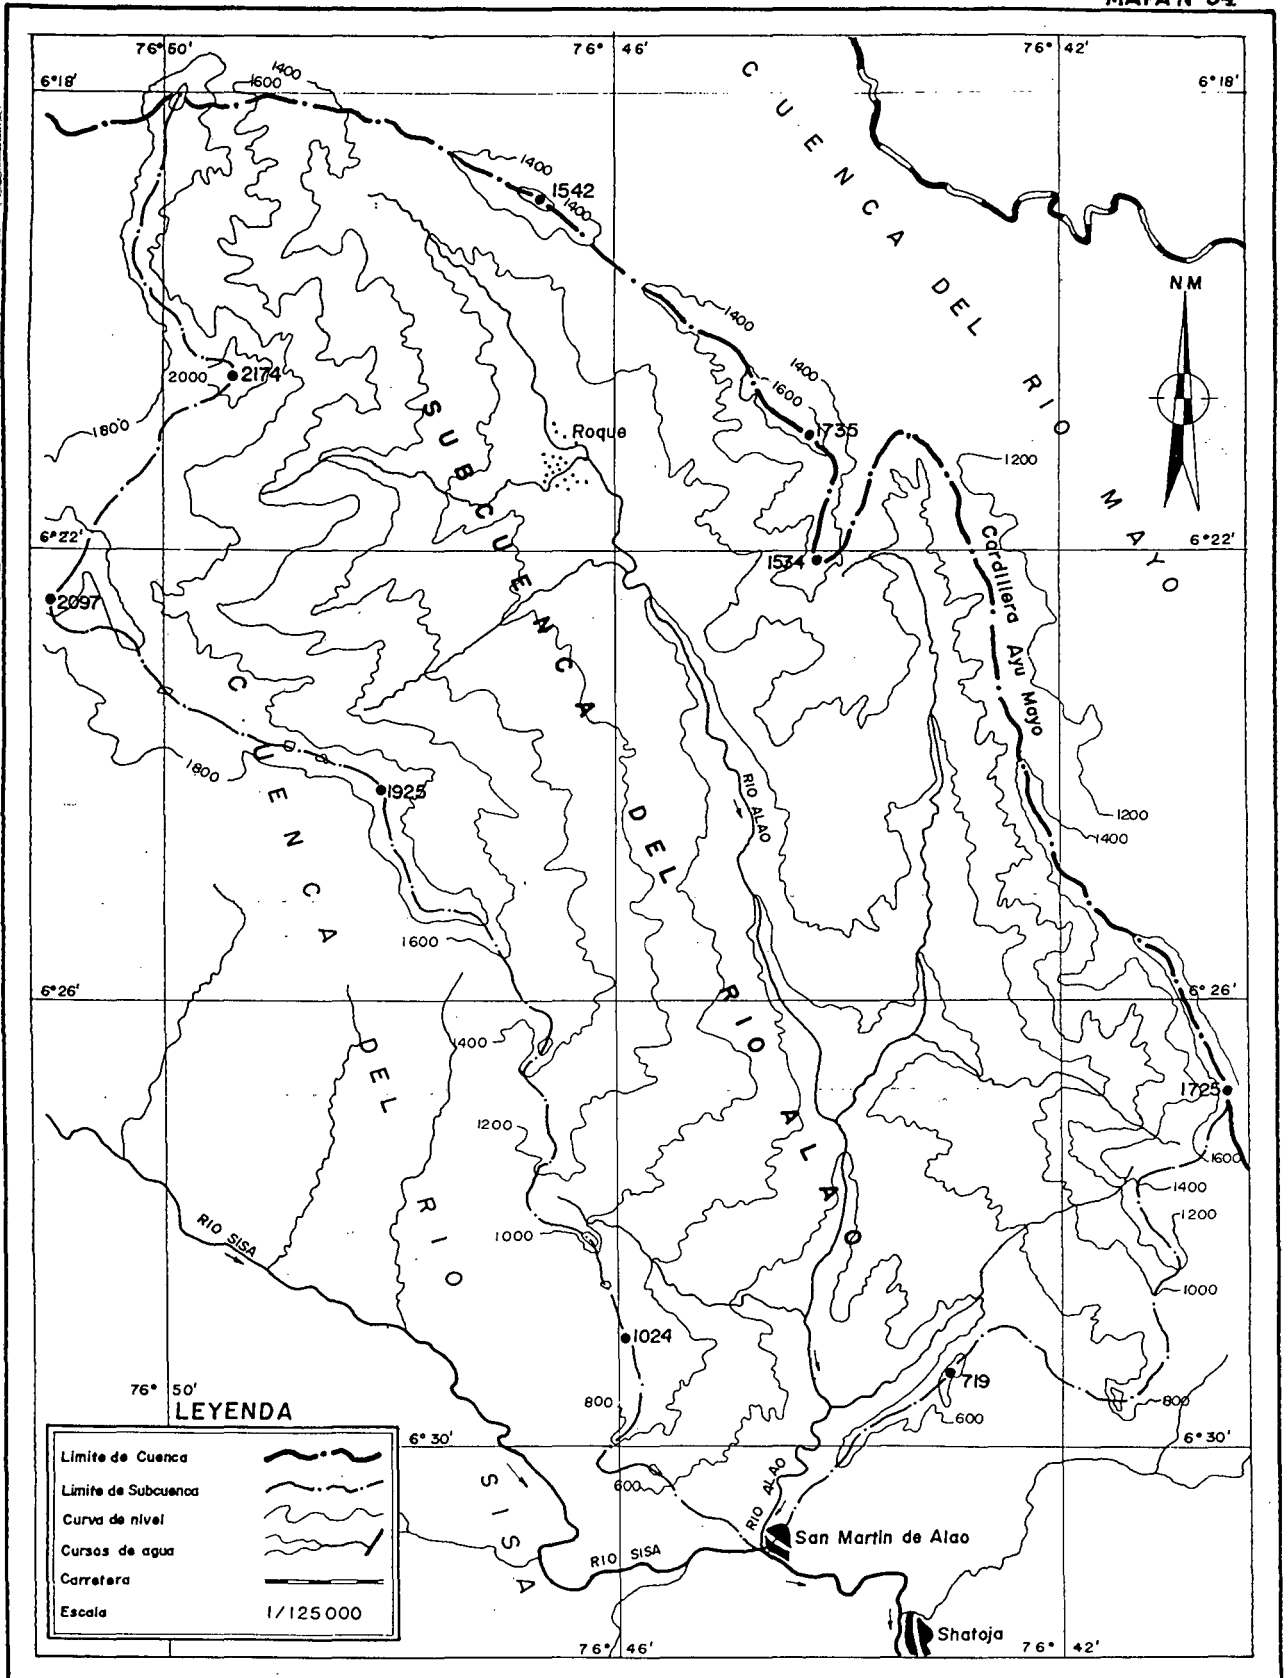 MAPA Nº 04
76° 50'
76° 46'
76° 42'
6° 18'
6° 18'
1400
1600
1400
1542
1400
CUENCA DEL RIO MAYO
NM
1400
1400
1600
1735
2000
2174
1800
Roque
1200
SUBCUENCA DEL RIO ALAO
6° 22'
6° 22'
1534
Cordillera Ayu Mayo
2097
CUENCA DEL RIO SISA
1800
1925
RIO ALAO
1200
1400
1600
6° 26'
6° 26'
1400
1725
1200
1600
1400
1200
RIO SISA
1000
1000
1024
719
76° 50'
800
800
600
6° 30'
6° 30'
600
RIO ALAO
San Martin de Alao
RIO SISA
Shatoja
76° 46'
76° 42'
LEYENDA
Limite de Cuenca
Limite de Subcuenca
Curva de nivel
Cursos de agua
Carretera
Escala 1/125000